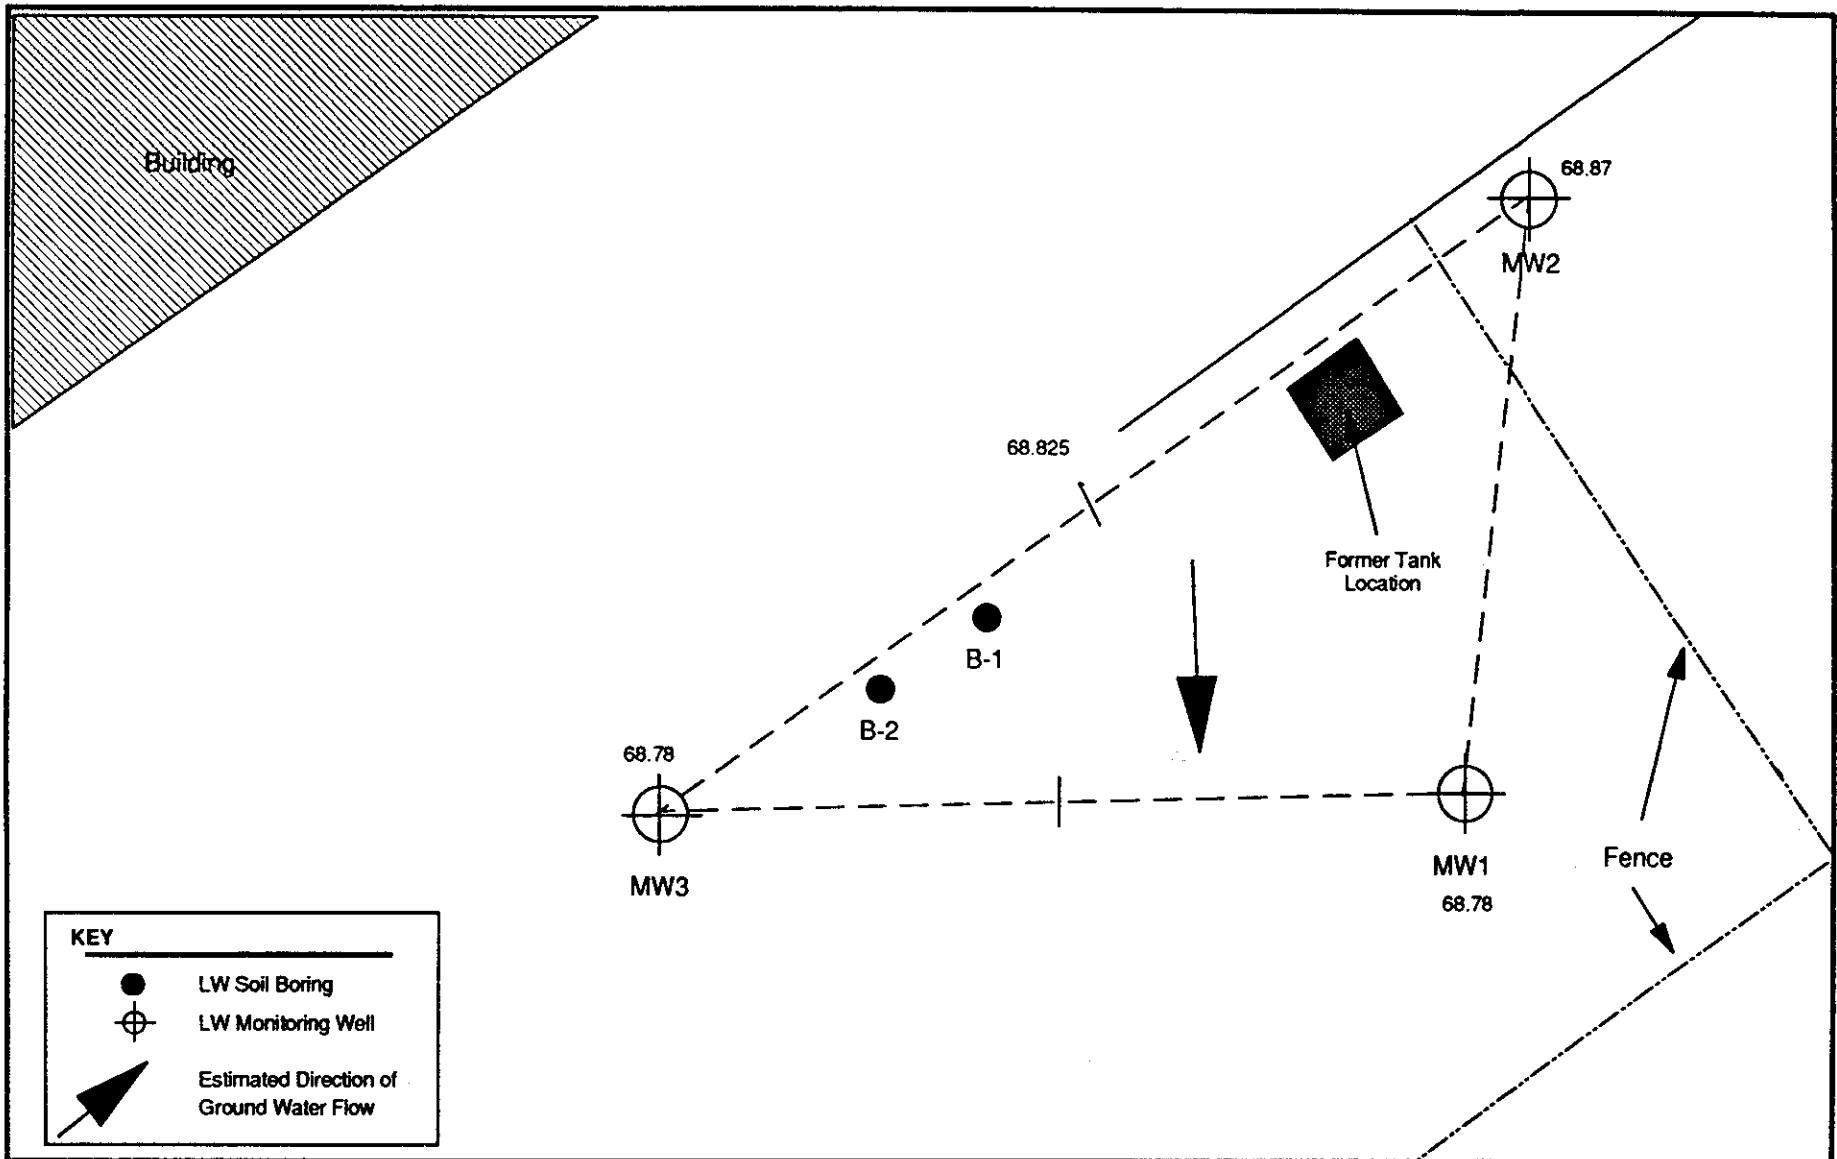 Building
68.87
MW2
68.825
Former Tank
Location
B-1
B-2
68.78
MW3
MW1
68.78
Fence
KEY
LW Soil Boring
LW Monitoring Well
Estimated Direction of
Ground Water Flow